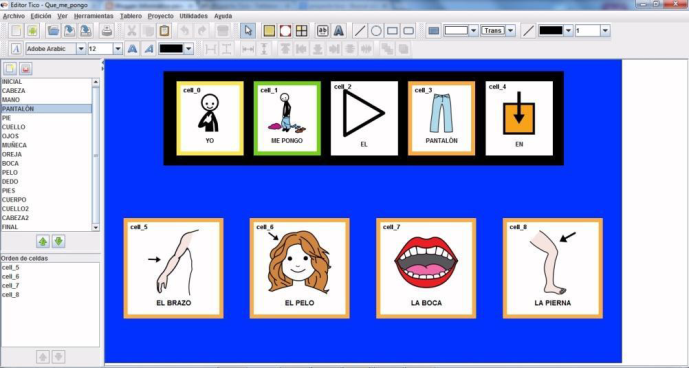 Editor Tico - Que_me_pongo
Archivo Edición Ver Herramientas Tablero Proyecto Utilidades Ayuda
Trans
1
Adobe Arabic
12
INICIAL
CABEZA
MANO
PANTALÓN
PIE
CUELLO
OJOS
MUÑECA
OREJA
BOCA
PELO
DEDO
PIES
CUERPO
CUELLO2
CABEZA2
FINAL
Orden de celdas
cell_5
cell_6
cell_7
cell_8
cell_0
YO
cell_1
ME PONGO
cell_2
EL
cell_3
PANTALÓN
cell_4
EN
cell_5
EL BRAZO
cell_6
EL PELO
cell_7
LA BOCA
cell_8
LA PIERNA